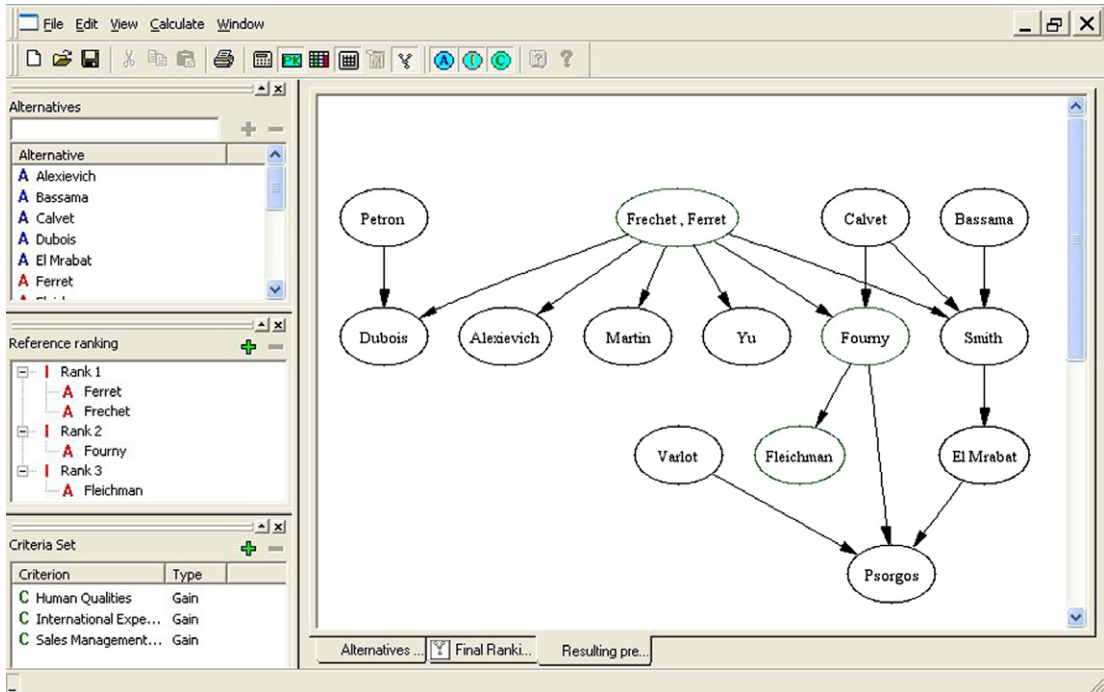 File Edit View Calculate Window
PK A I C ?
Alternatives
Alternative
A Alexievich
A Bassama
A Calvet
A Dubois
A El Mrabat
A Ferret
Reference ranking
I Rank 1
A Ferret
A Frechet
I Rank 2
A Fourny
I Rank 3
A Fleichman
Criteria Set
Criterion Type
C Human Qualities Gain
C International Expe... Gain
C Sales Management... Gain
Petron Frechet , Ferret Calvet Bassama
Dubois Alexievich Martin Yu Fourny Smith
Varlot Fleichman El Mrabat
Psorgos
Alternatives ... Final Ranki... Resulting pre...